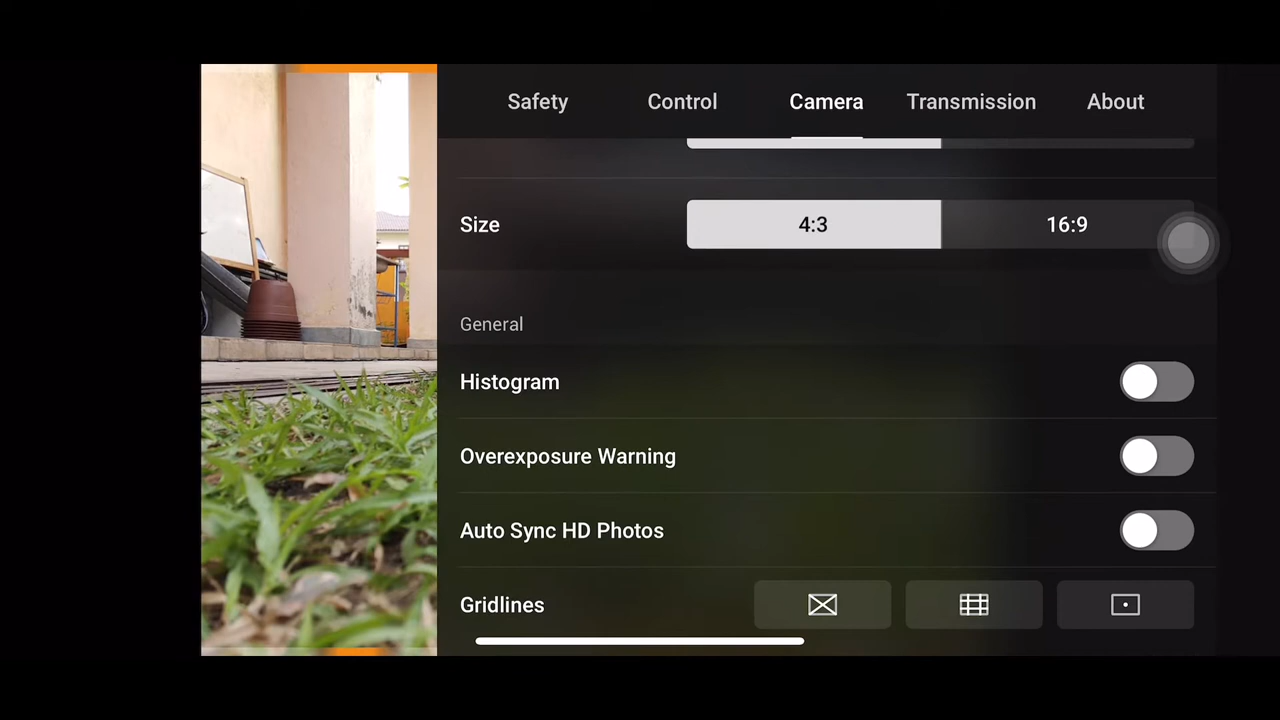 Safety Control Camera Transmission About
Size 4:3 16:9
General
Histogram
Overexposure Warning
Auto Sync HD Photos
Gridlines